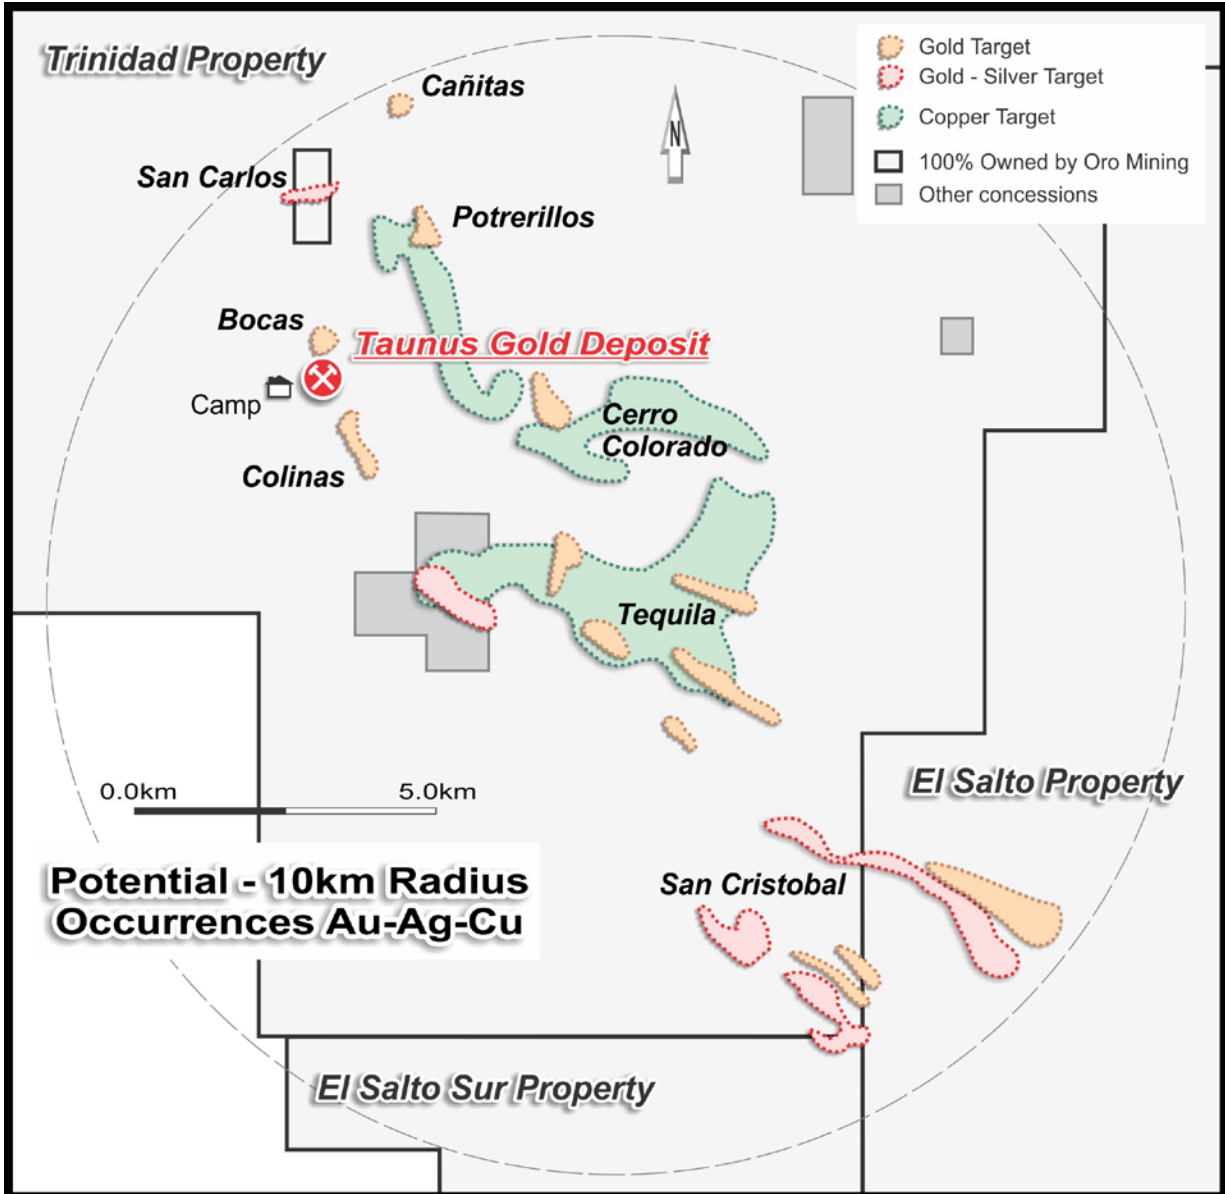 Trinidad Property
Cañitas
Gold Target
Gold - Silver Target
Copper Target
100% Owned by Oro Mining
Other concessions
N
San Carlos
Potrerillos
Bocas
Taunus Gold Deposit
Camp
Cerro
Colorado
Colinas
Tequila
El Salto Property
0.0km
5.0km
Potential - 10km Radius
Occurrences Au-Ag-Cu
San Cristobal
El Salto Sur Property